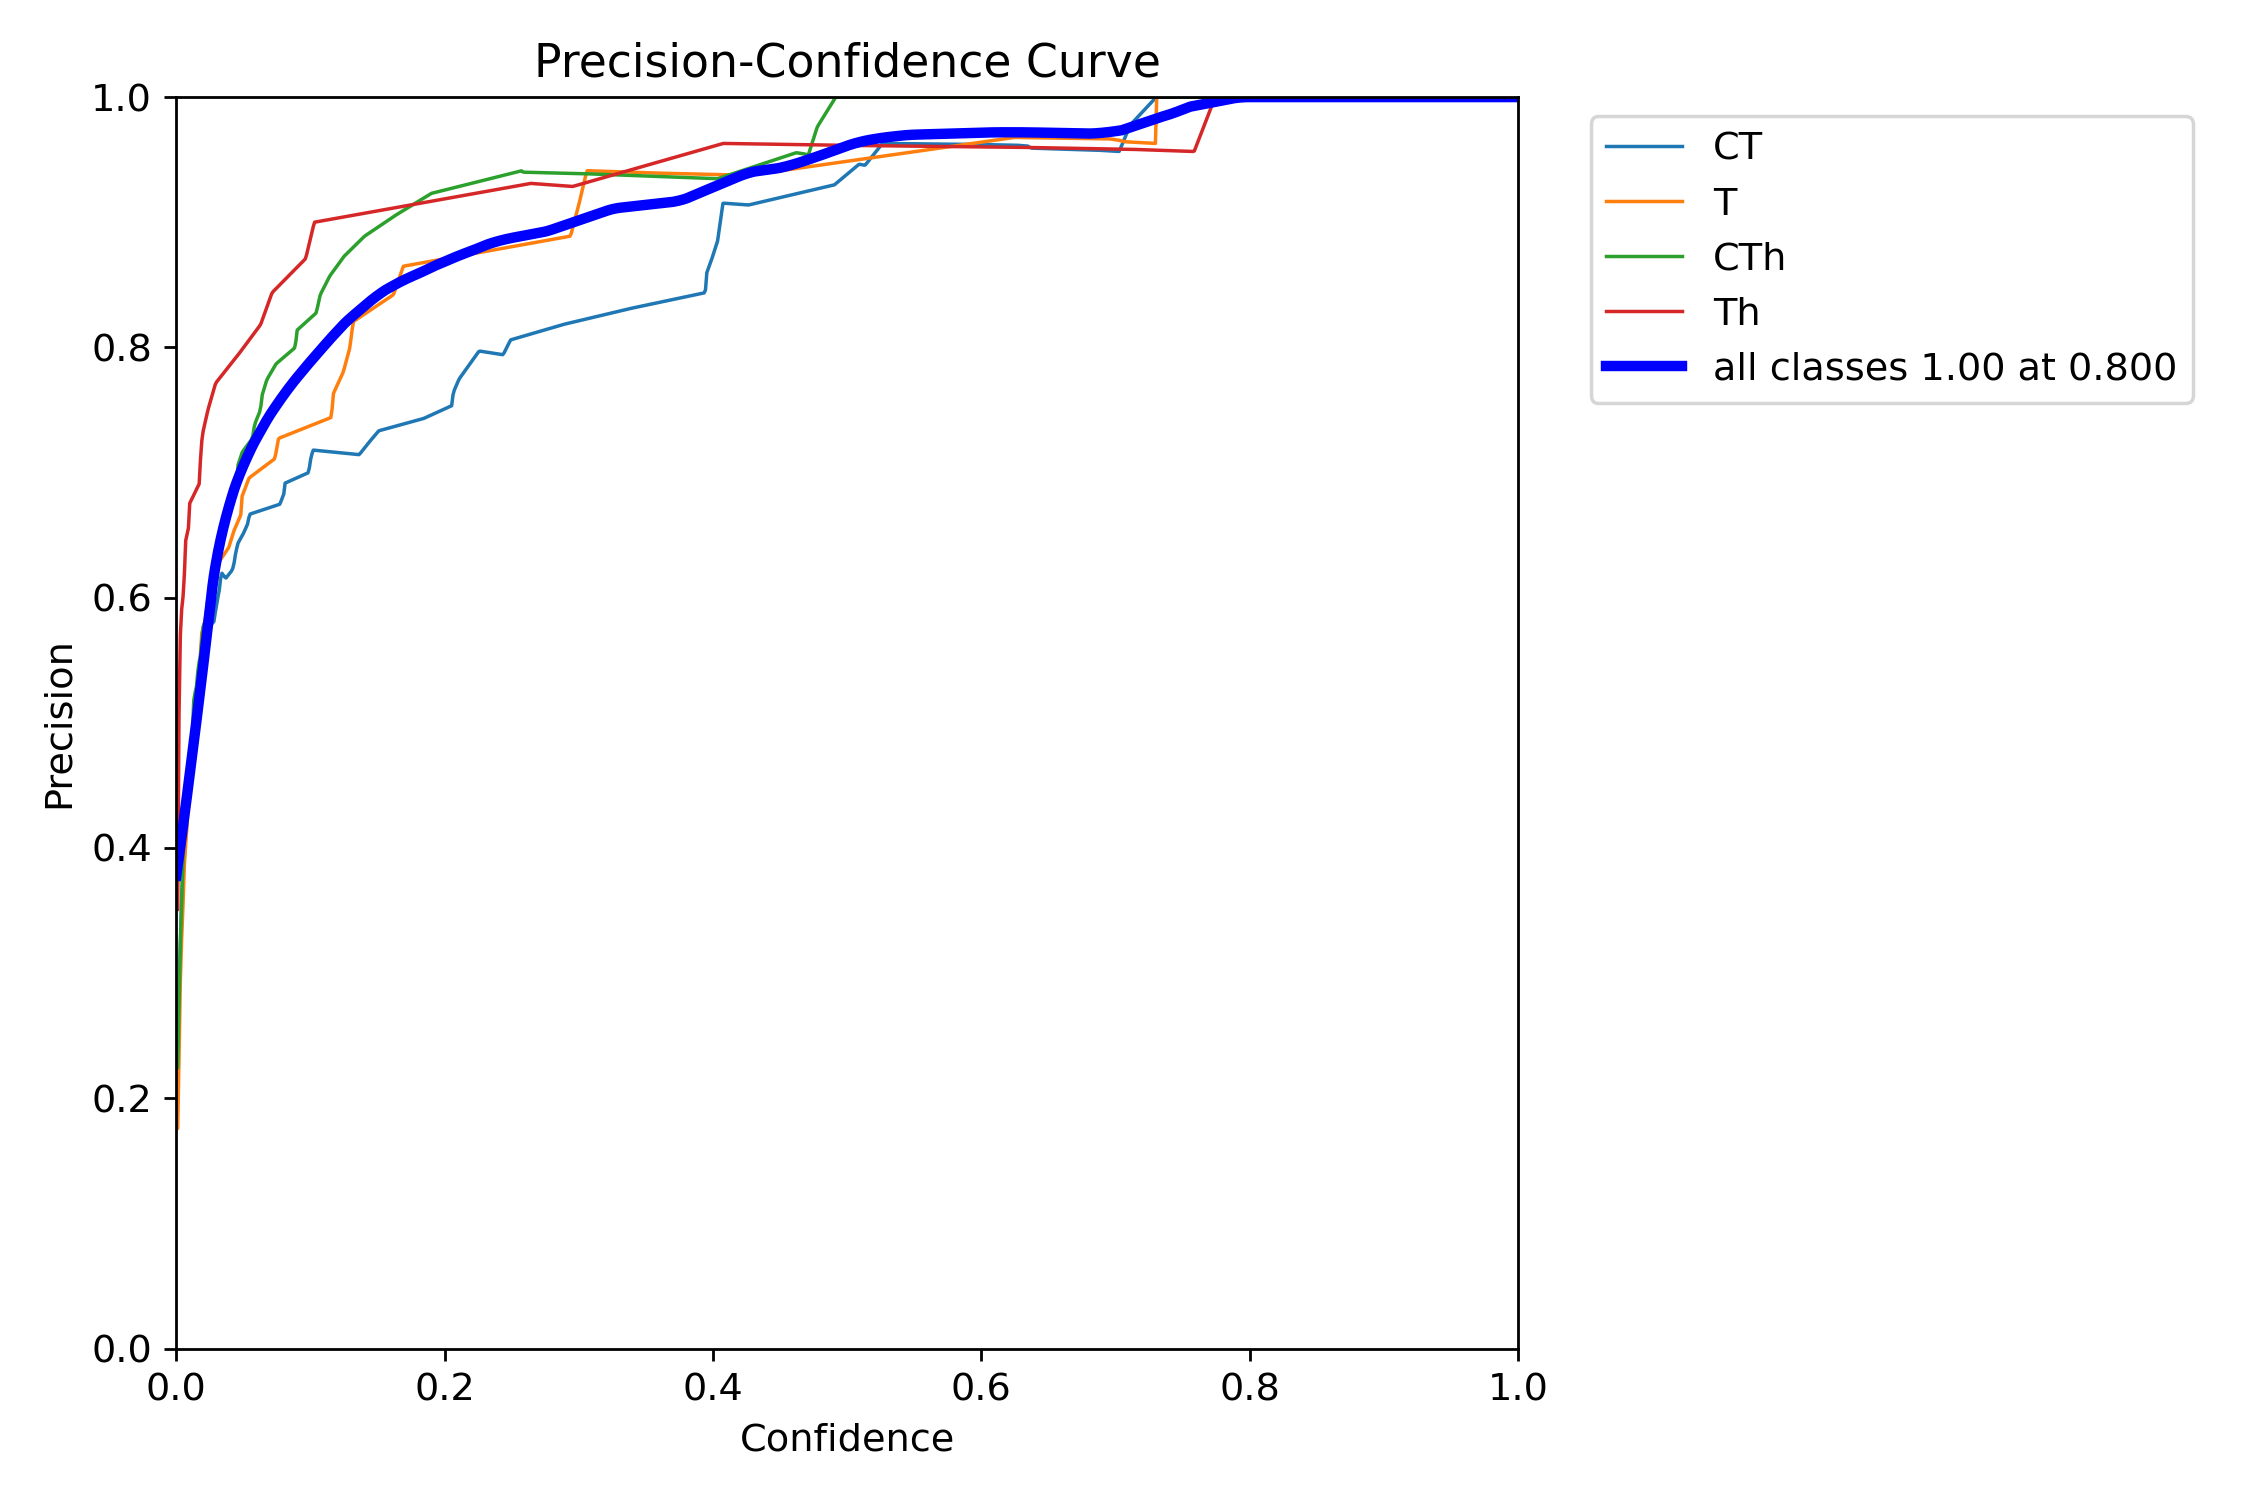 Precision-Confidence Curve
1.0
0.8
0.6
0.4
0.2
0.0
Precision
0.0 0.2 0.4 0.6 0.8 1.0
Confidence
CT
T
CTh
Th
all classes 1.00 at 0.800